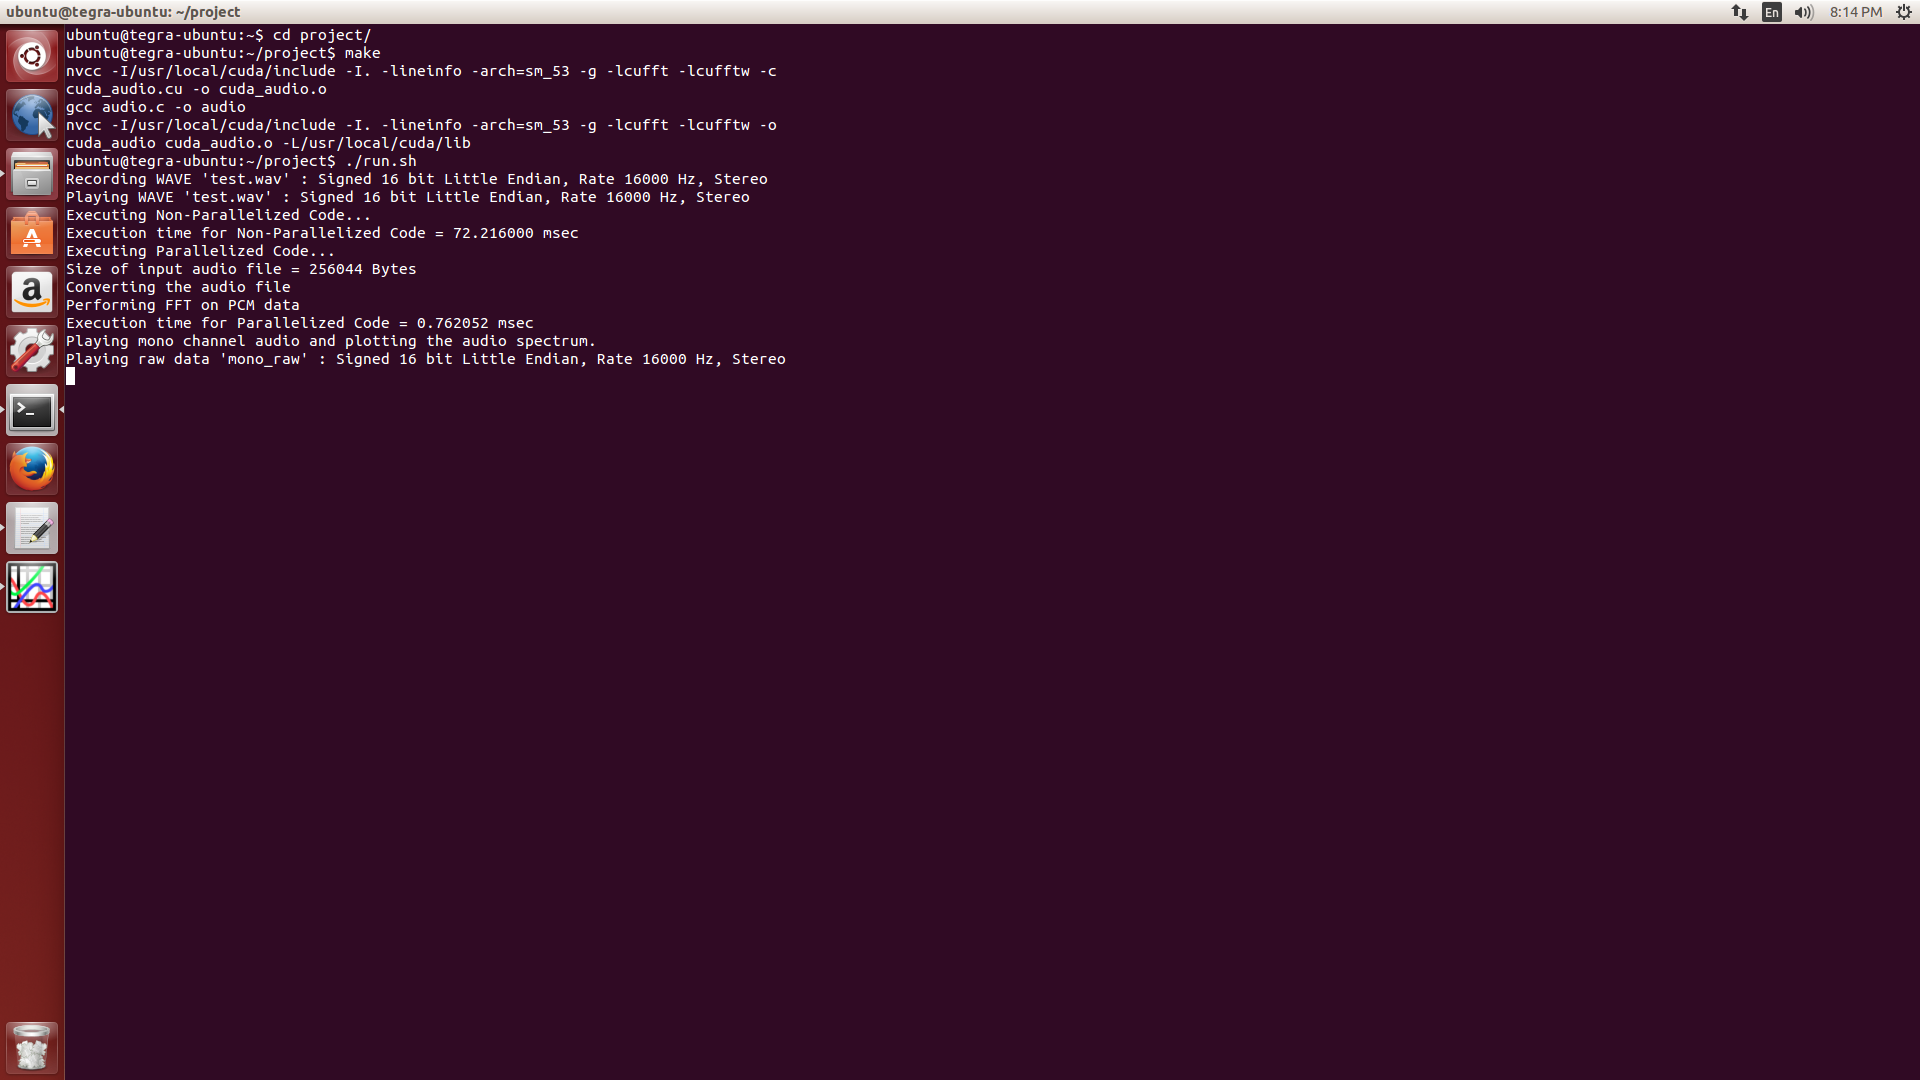 ubuntu@tegra-ubuntu: ~/project
En
8:14 PM
ubuntu@tegra-ubuntu:~$ cd project/
ubuntu@tegra-ubuntu:~/project$ make
nvcc -I/usr/local/cuda/include -I. -lineinfo -arch=sm_53 -g -lcufft -lcufftw -c
cuda_audio.cu -o cuda_audio.o
gcc audio.c -o audio
nvcc -I/usr/local/cuda/include -I. -lineinfo -arch=sm_53 -g -lcufft -lcufftw -o
cuda_audio cuda_audio.o -L/usr/local/cuda/lib
ubuntu@tegra-ubuntu:~/project$ ./run.sh
Recording WAVE 'test.wav' : Signed 16 bit Little Endian, Rate 16000 Hz, Stereo
Playing WAVE 'test.wav' : Signed 16 bit Little Endian, Rate 16000 Hz, Stereo
Executing Non-Parallelized Code...
Execution time for Non-Parallelized Code = 72.216000 msec
Executing Parallelized Code...
Size of input audio file = 256044 Bytes
Converting the audio file
Performing FFT on PCM data
Execution time for Parallelized Code = 0.762052 msec
Playing mono channel audio and plotting the audio spectrum.
Playing raw data 'mono_raw' : Signed 16 bit Little Endian, Rate 16000 Hz, Stereo